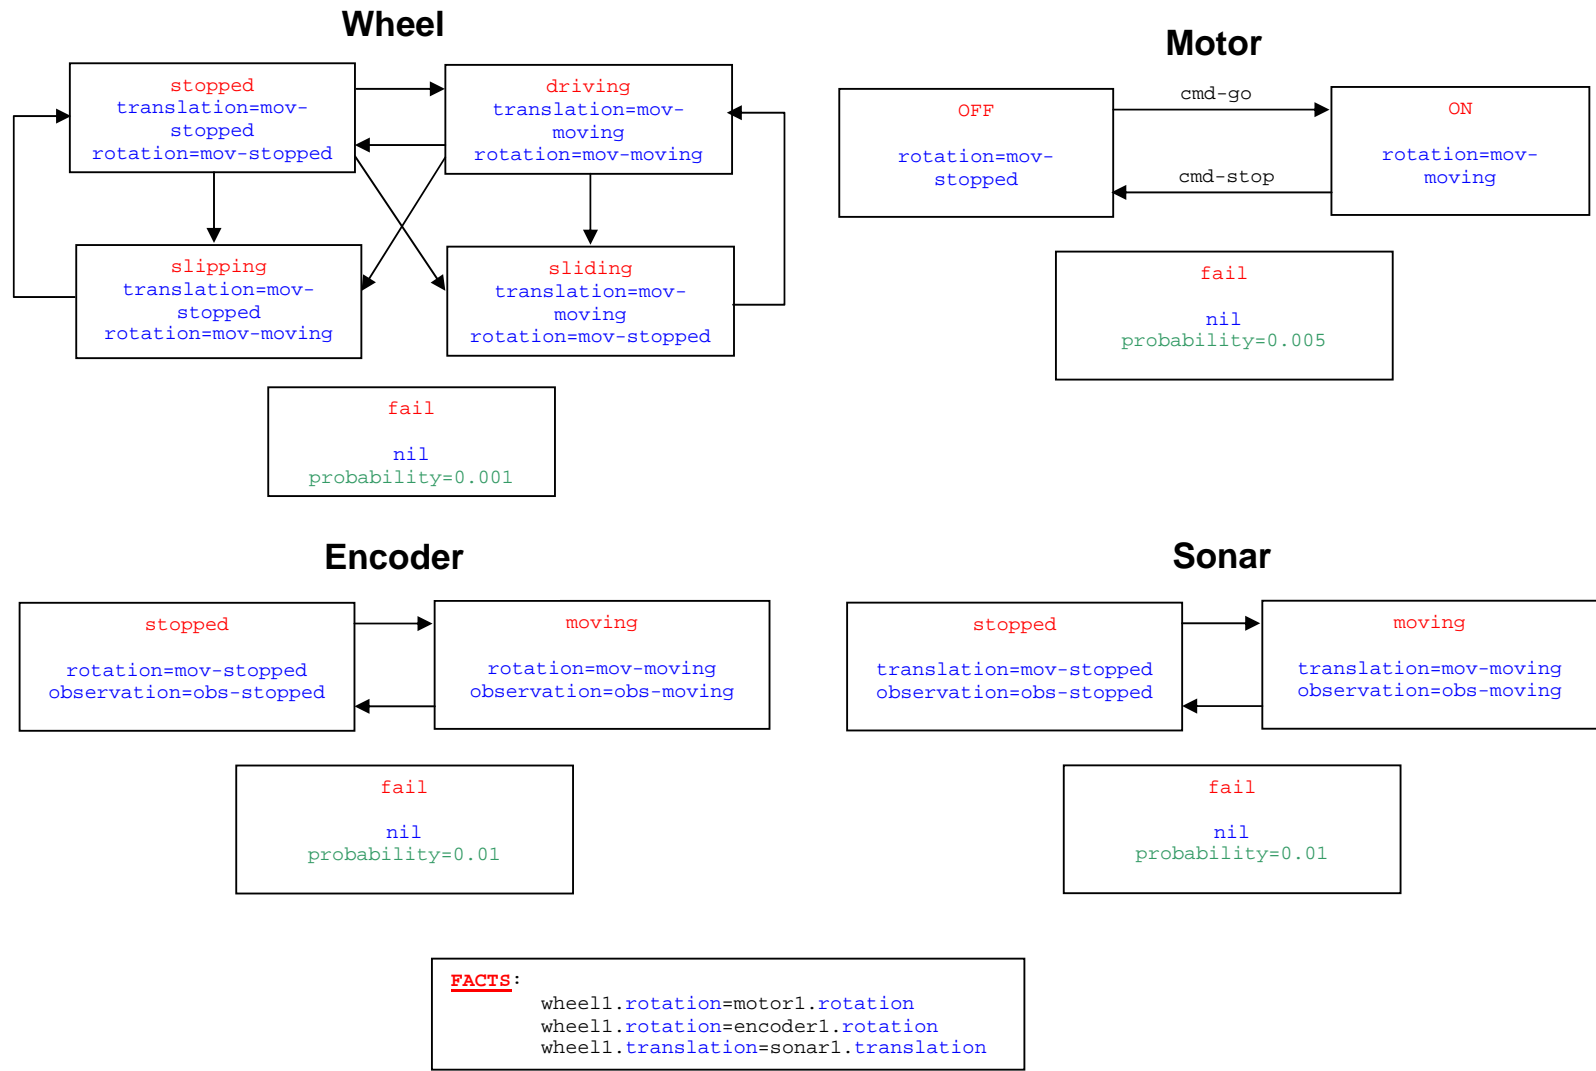 Wheel
stopped
translation=mov-
stopped
rotation=mov-stopped
driving
translation=mov-
moving
rotation=mov-moving
slipping
translation=mov-
stopped
rotation=mov-moving
sliding
translation=mov-
moving
rotation=mov-stopped
fail
nil
probability=0.001
Motor
OFF
rotation=mov-
stopped
cmd-go
cmd-stop
ON
rotation=mov-
moving
fail
nil
probability=0.005
Encoder
stopped
rotation=mov-stopped
observation=obs-stopped
moving
rotation=mov-moving
observation=obs-moving
fail
nil
probability=0.01
Sonar
stopped
translation=mov-stopped
observation=obs-stopped
moving
translation=mov-moving
observation=obs-moving
fail
nil
probability=0.01
FACTS:
wheel1.rotation=motor1.rotation
wheel1.rotation=encoder1.rotation
wheel1.translation=sonar1.translation